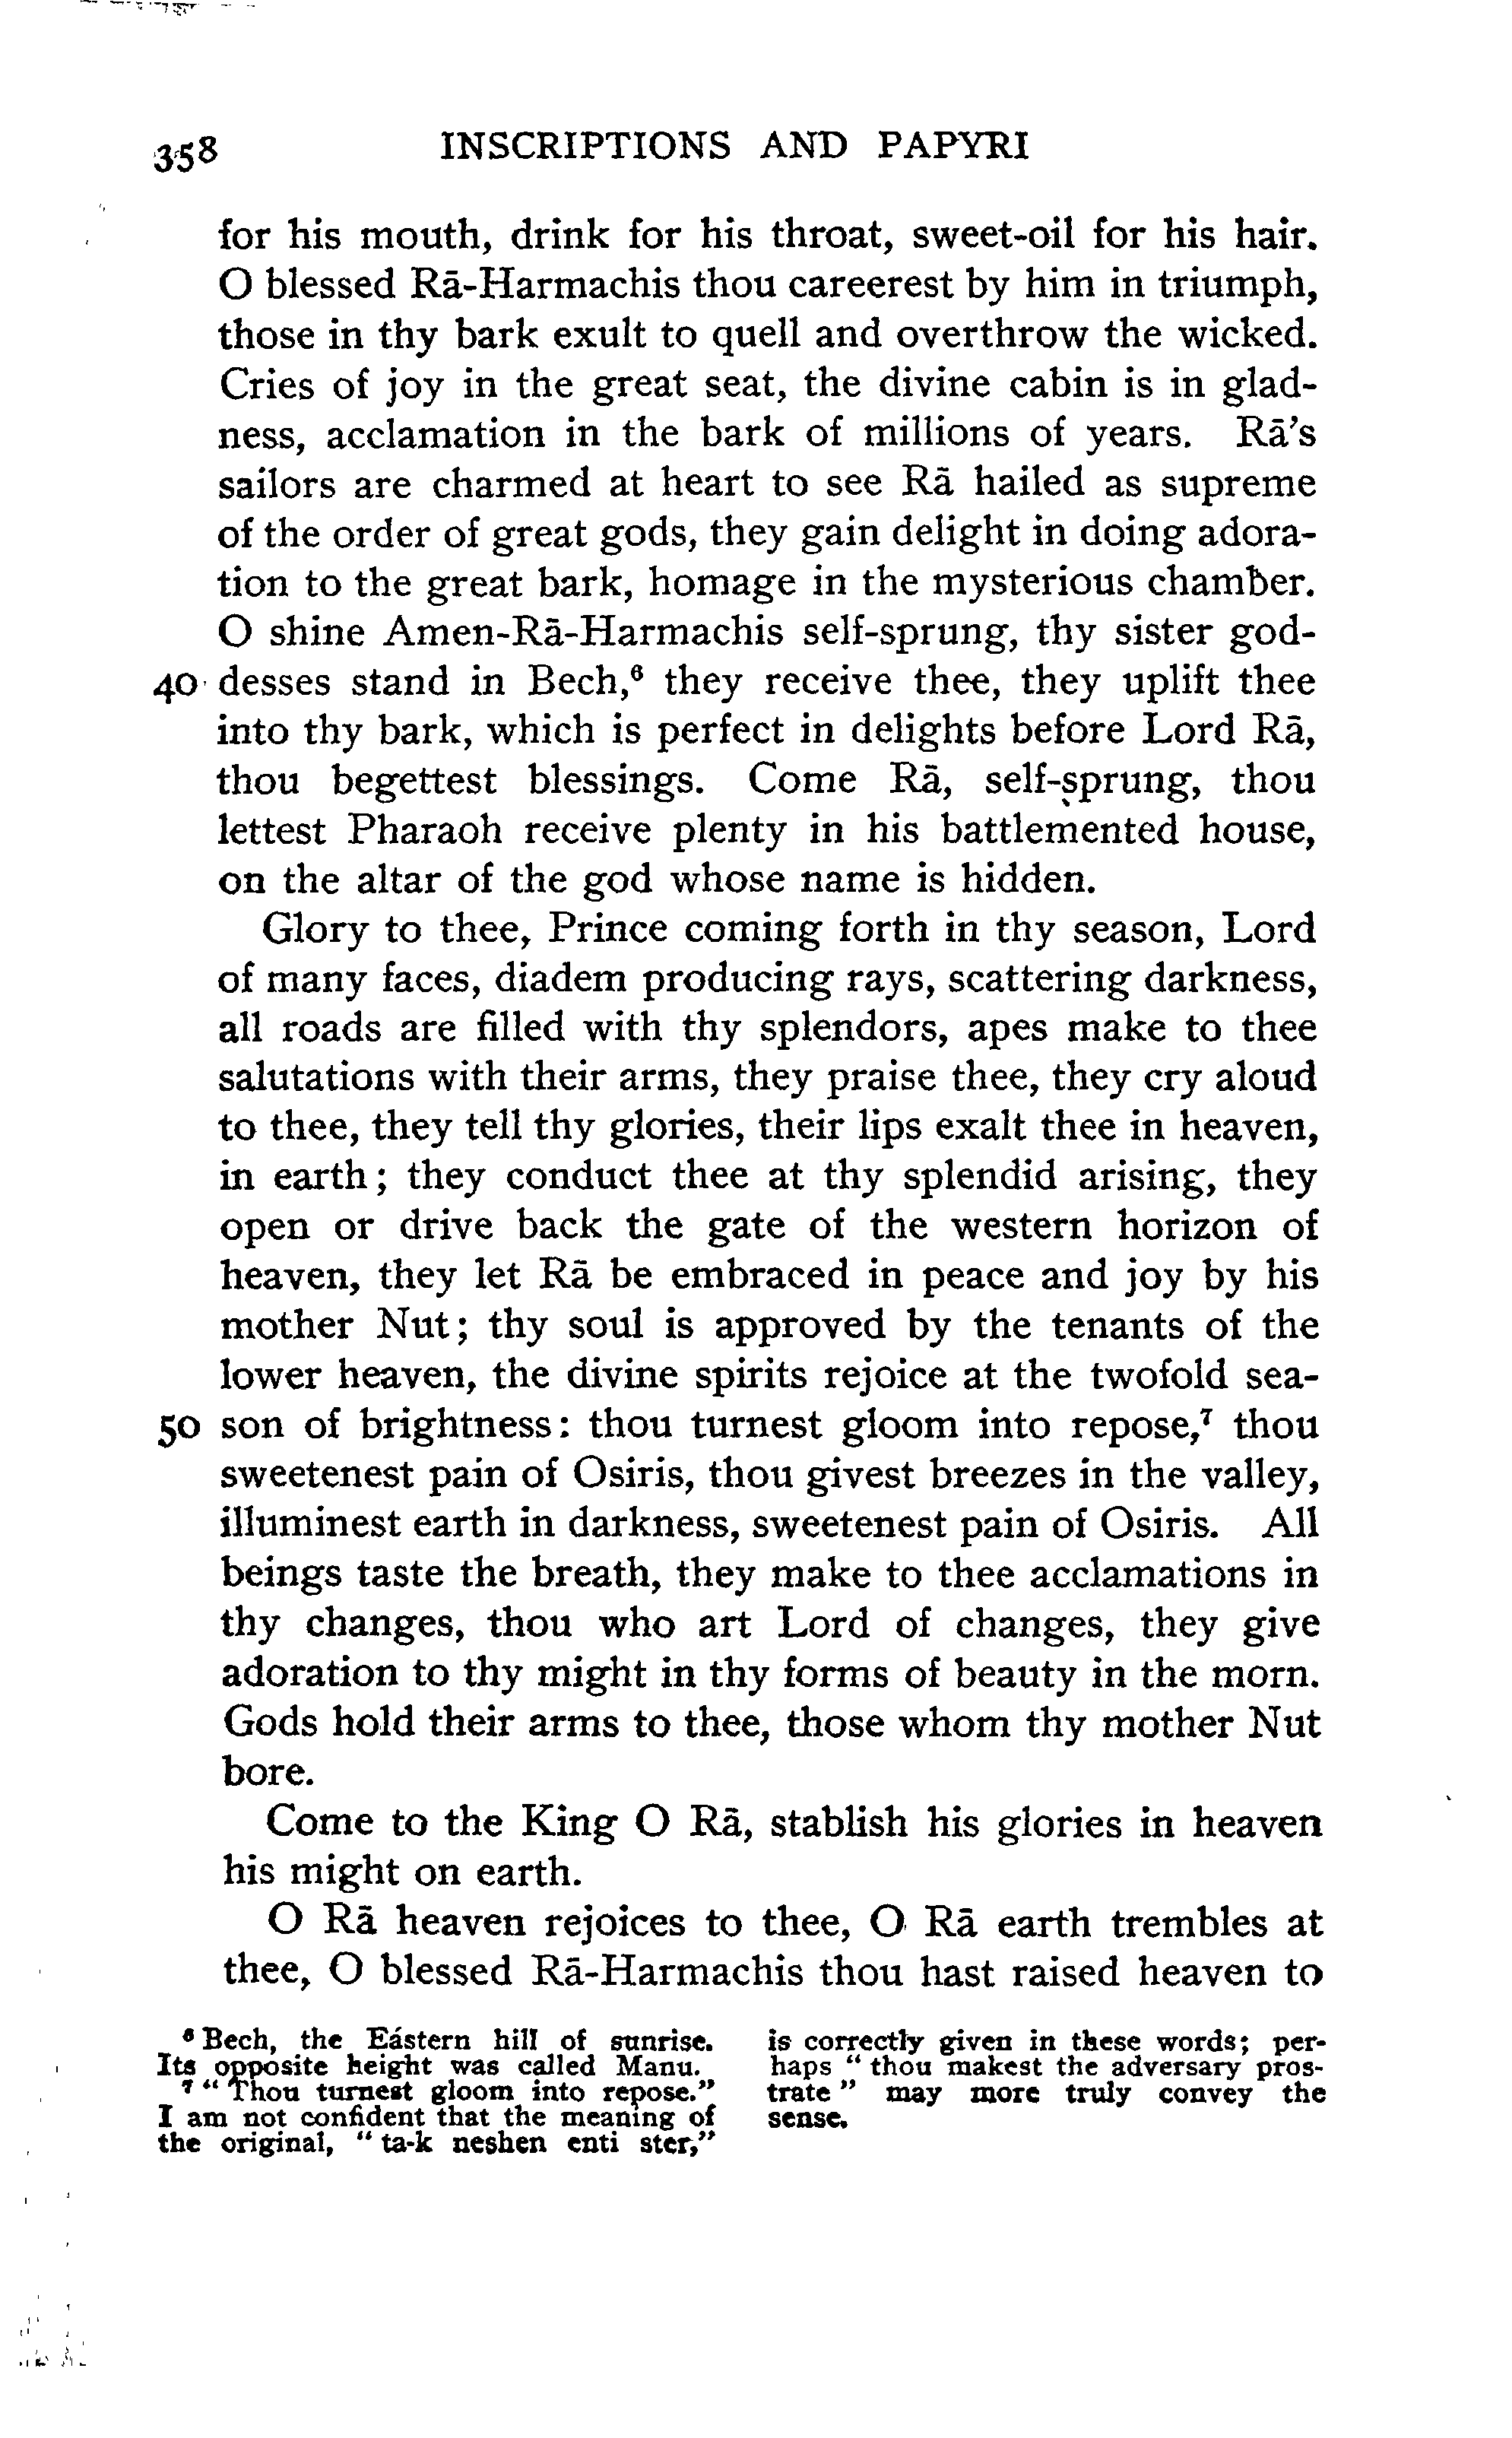 358 INSCRIPTIONS AND PAPYRI
for his mouth, drink for his throat, sweet-oil for his hair.
O blessed Rā-Harmachis thou careerest by him in triumph,
those in thy bark exult to quell and overthrow the wicked.
Cries of joy in the great seat, the divine cabin is in glad-
ness, acclamation in the bark of millions of years. Rā's
sailors are charmed at heart to see Rā hailed as supreme
of the order of great gods, they gain delight in doing adora-
tion to the great bark, homage in the mysterious chamber.
O shine Amen-Rā-Harmachis self-sprung, thy sister god-
40 desses stand in Bech,⁶ they receive thee, they uplift thee
into thy bark, which is perfect in delights before Lord Rā,
thou begettest blessings. Come Rā, self-sprung, thou
lettest Pharaoh receive plenty in his battlemented house,
on the altar of the god whose name is hidden.
Glory to thee, Prince coming forth in thy season, Lord
of many faces, diadem producing rays, scattering darkness,
all roads are filled with thy splendors, apes make to thee
salutations with their arms, they praise thee, they cry aloud
to thee, they tell thy glories, their lips exalt thee in heaven,
in earth; they conduct thee at thy splendid arising, they
open or drive back the gate of the western horizon of
heaven, they let Rā be embraced in peace and joy by his
mother Nut; thy soul is approved by the tenants of the
lower heaven, the divine spirits rejoice at the twofold sea-
50 son of brightness: thou turnest gloom into repose,⁷ thou
sweetenest pain of Osiris, thou givest breezes in the valley,
illuminest earth in darkness, sweetenest pain of Osiris. All
beings taste the breath, they make to thee acclamations in
thy changes, thou who art Lord of changes, they give
adoration to thy might in thy forms of beauty in the morn.
Gods hold their arms to thee, those whom thy mother Nut
bore.
Come to the King O Rā, stablish his glories in heaven
his might on earth.
O Rā heaven rejoices to thee, O Rā earth trembles at
thee, O blessed Rā-Harmachis thou hast raised heaven to
⁶ Bech, the Eastern hill of sunrise.
Its opposite height was called Manu.
⁷ "Thou turnest gloom into repose."
I am not confident that the meaning of
the original, "ta-k neshen enti ster,"
is correctly given in these words; per-
haps "thou makest the adversary pros-
trate" may more truly convey the
sense.